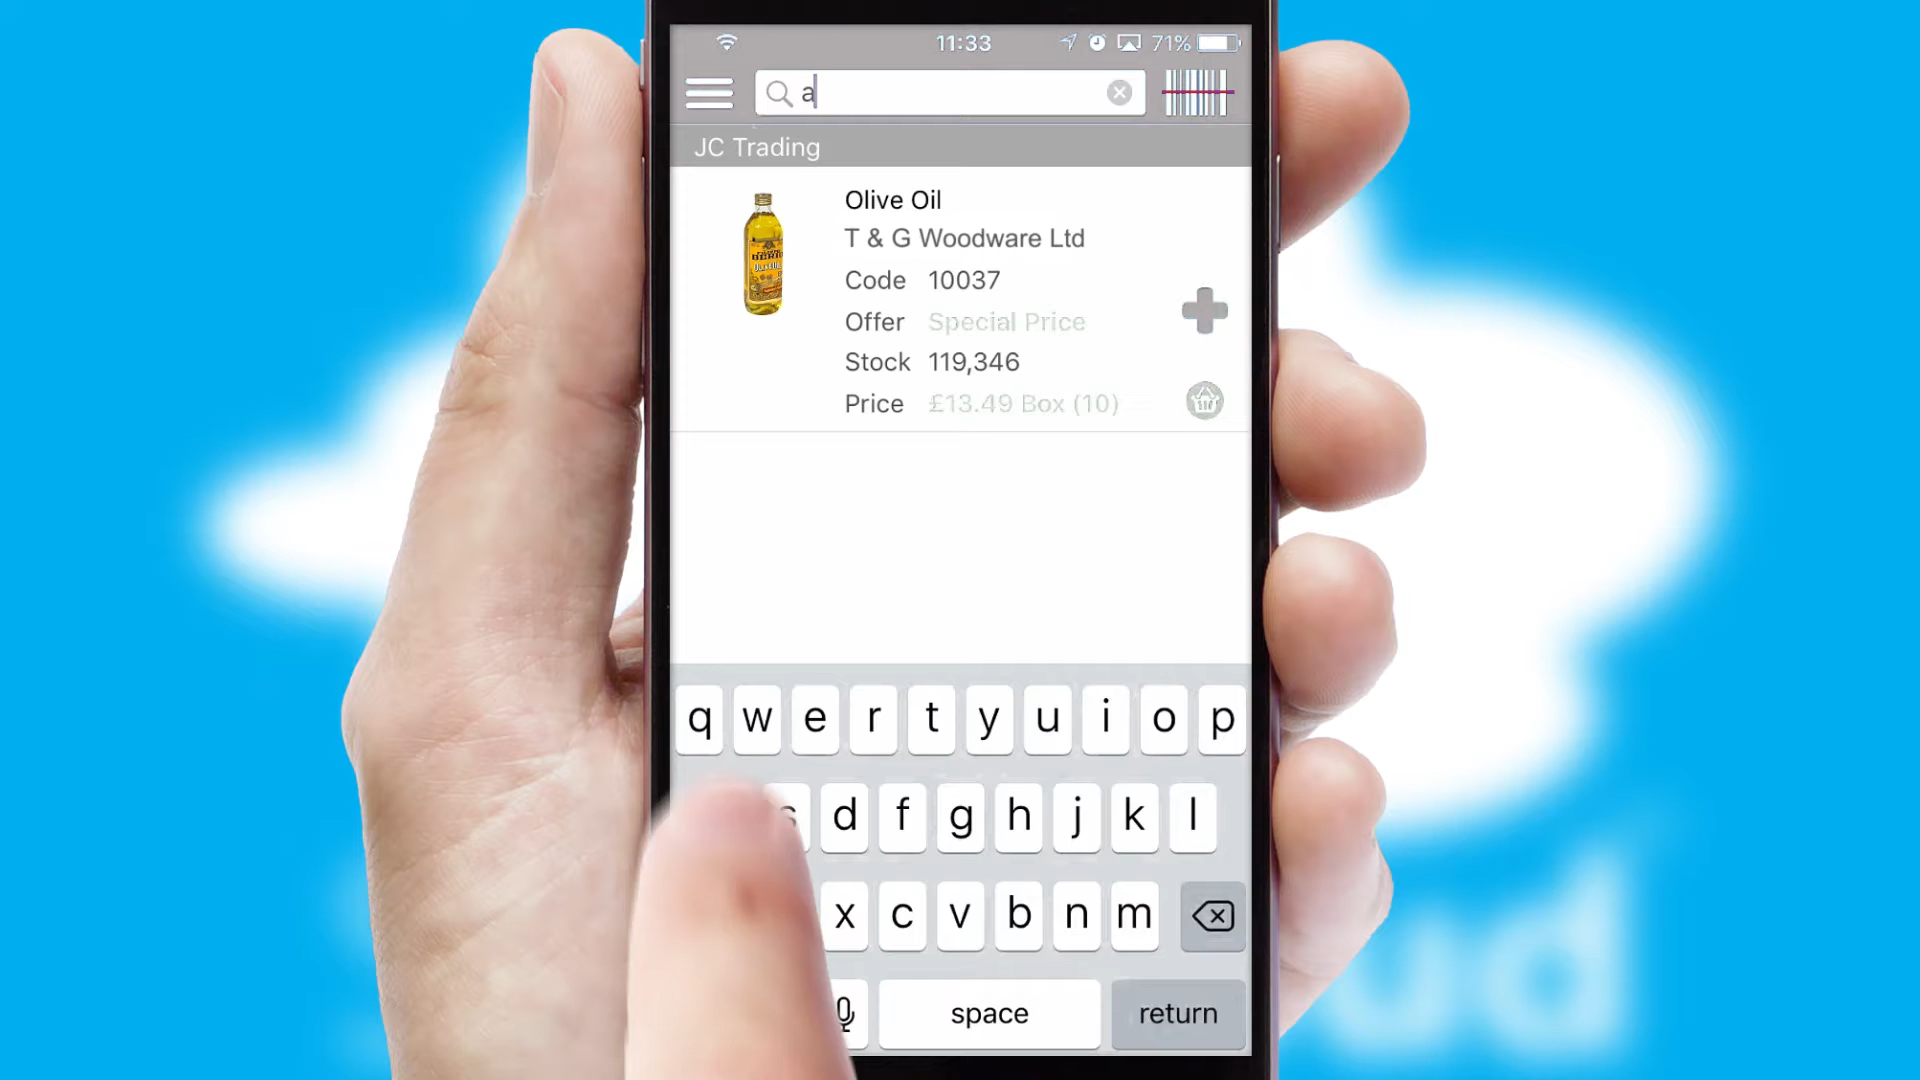 11:33 71%
a
JC Trading
Olive Oil
T & G Woodware Ltd
Code 10037
Offer Special Price
Stock 119,346
Price £13.49 Box (10)
q w e r t y u i o p
s d f g h j k l
x c v b n m
space return
ud